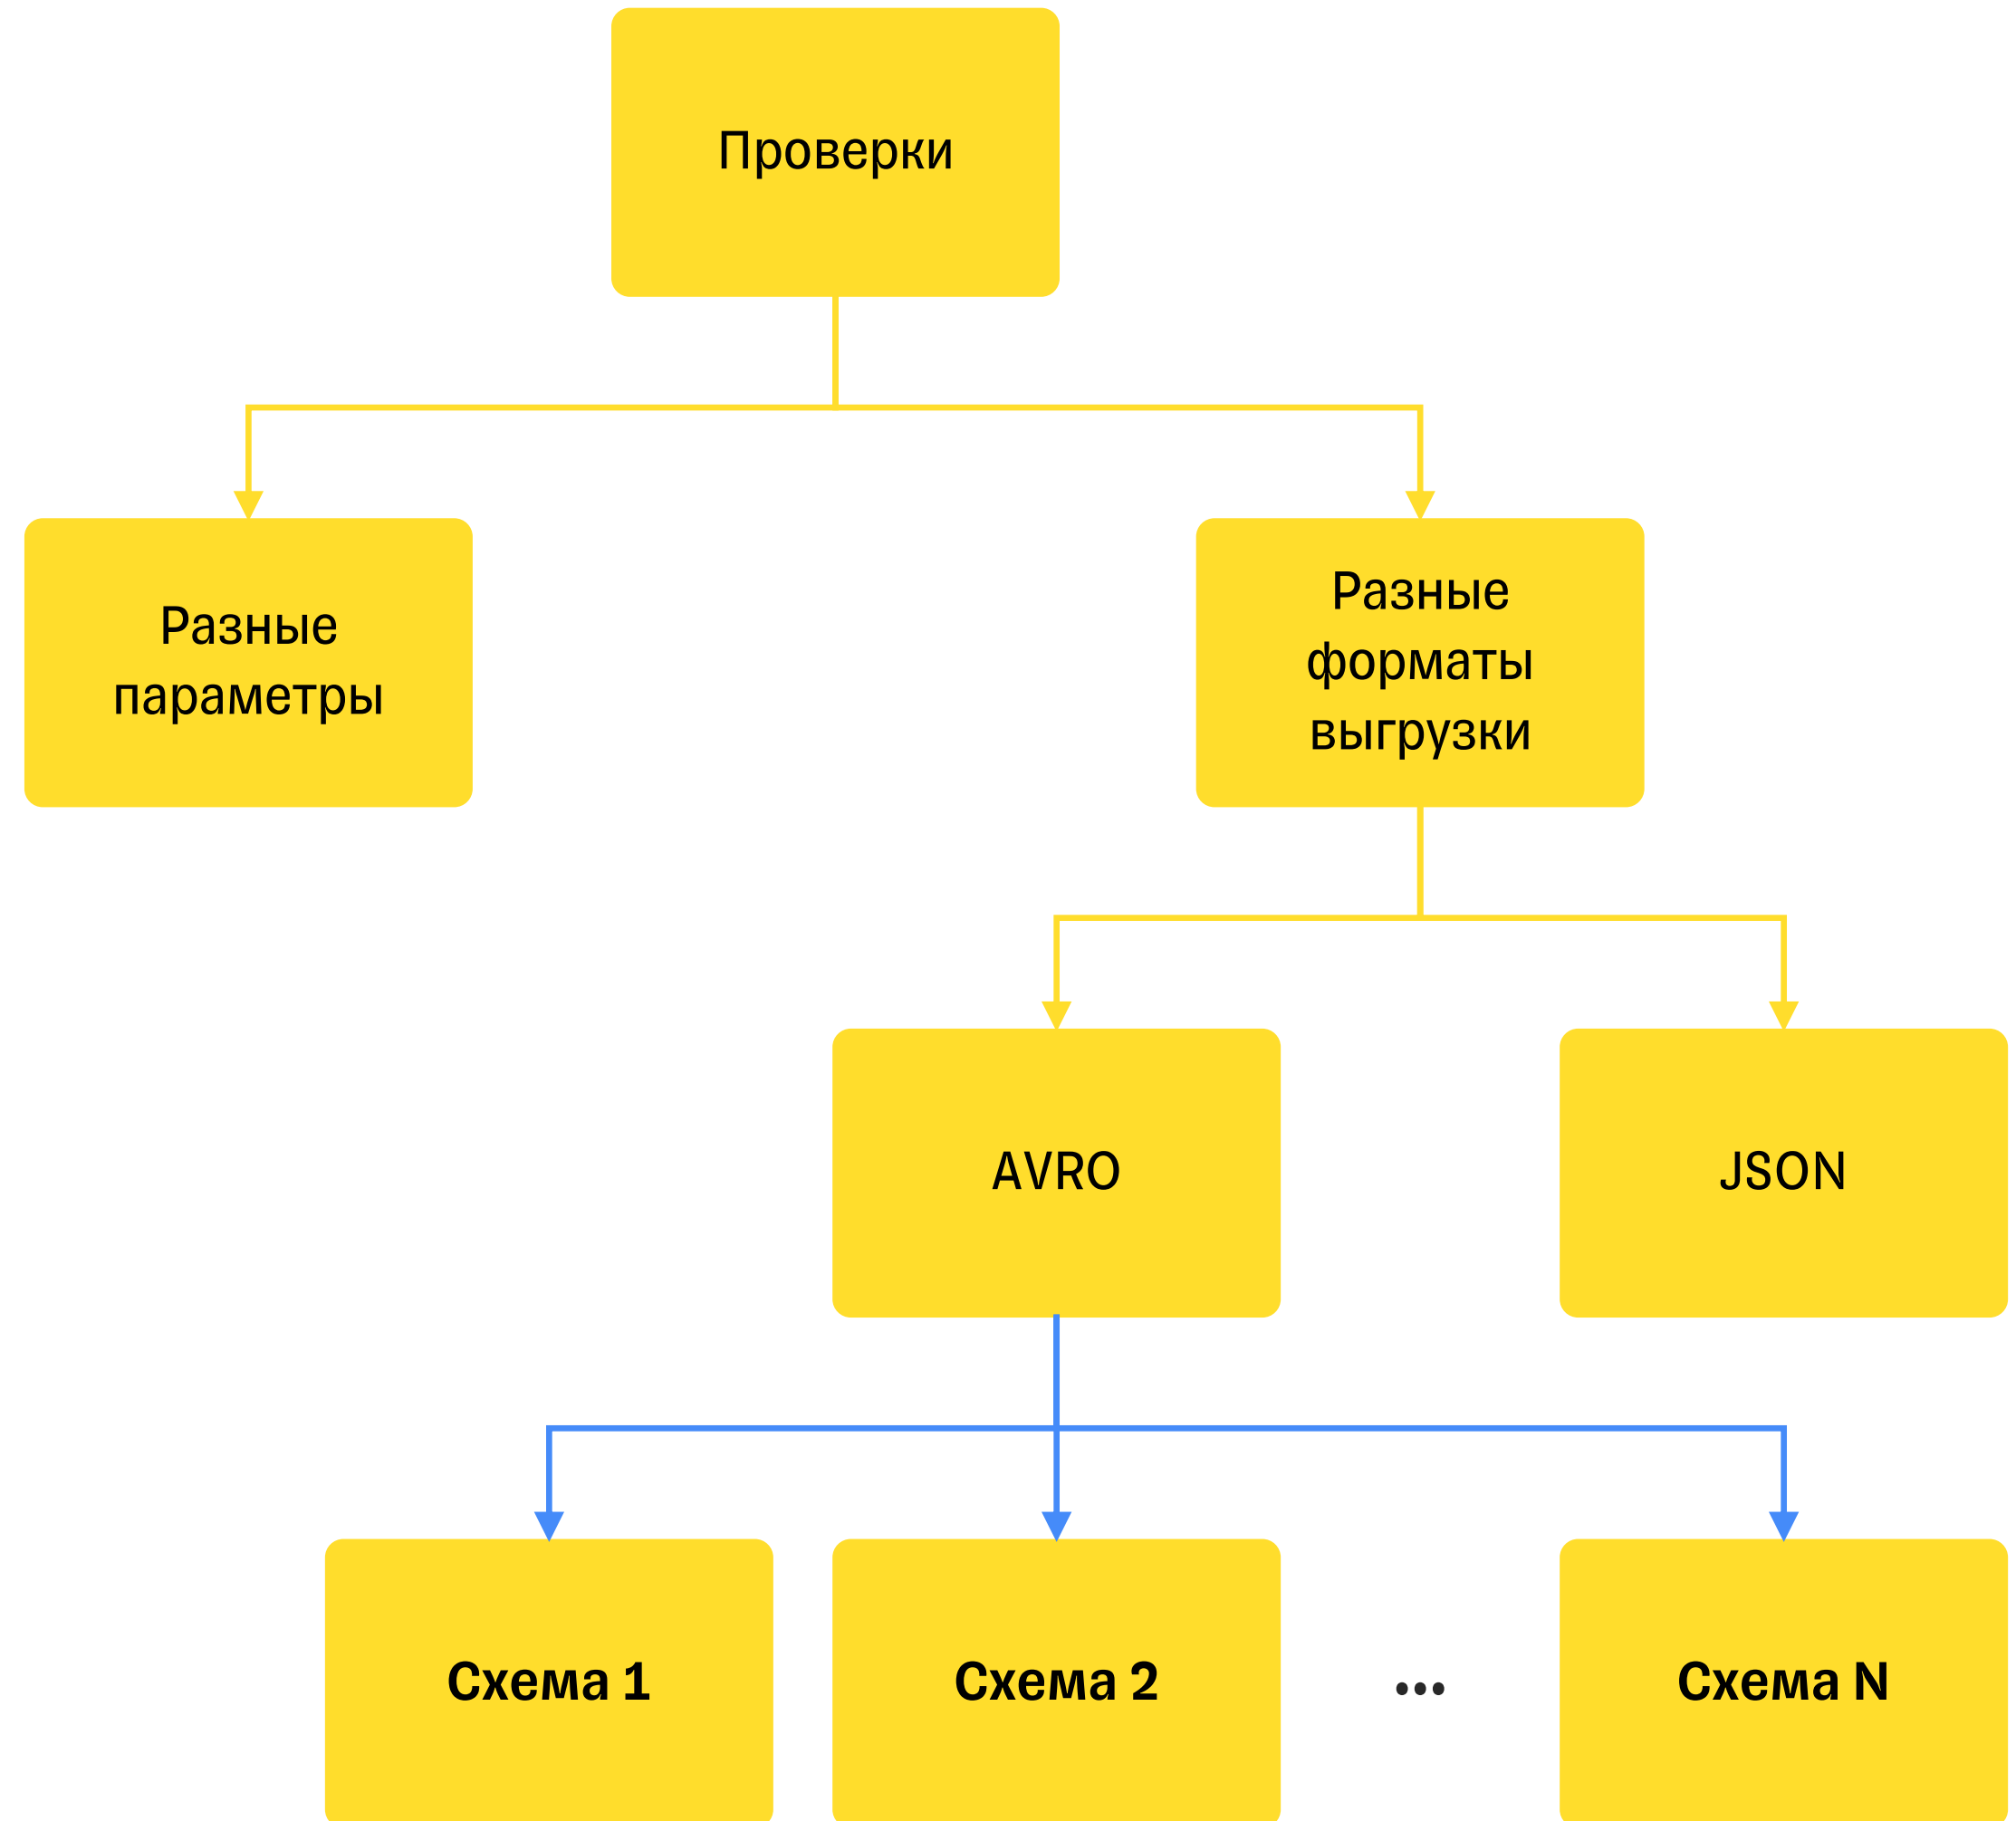 Проверки
Разные
параметры
Разные
форматы
выгрузки
AVRO
JSON
Схема 1
Схема 2
...
Схема N